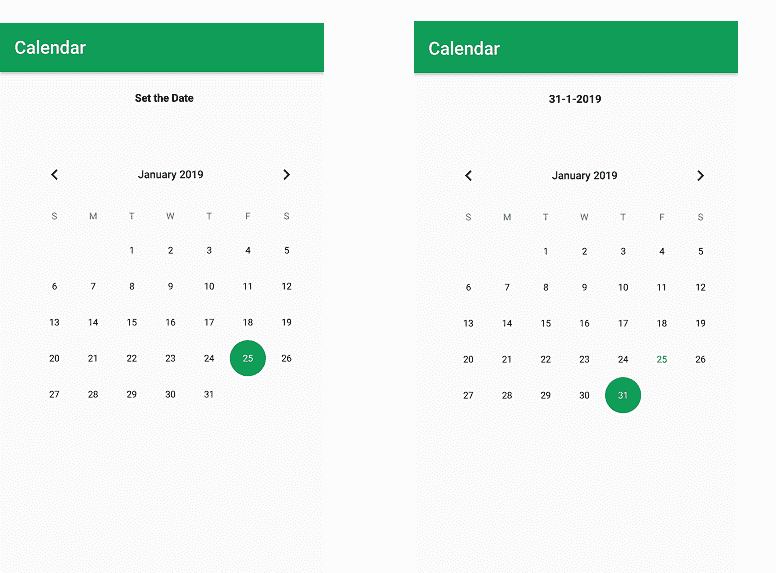 Calendar
Set the Date
January 2019
S M T W T F S
1 2 3 4 5
6 7 8 9 10 11 12
13 14 15 16 17 18 19
20 21 22 23 24 25 26
27 28 29 30 31
Calendar
31-1-2019
January 2019
S M T W T F S
1 2 3 4 5
6 7 8 9 10 11 12
13 14 15 16 17 18 19
20 21 22 23 24 25 26
27 28 29 30 31